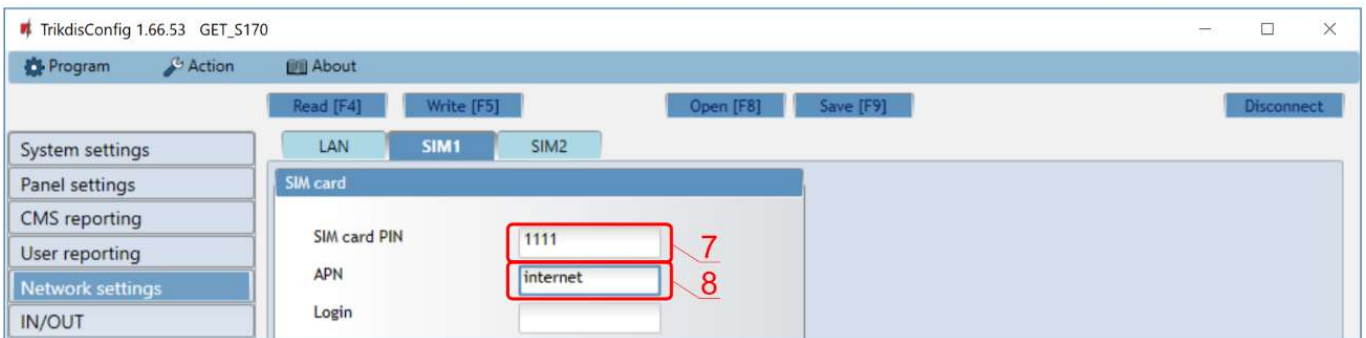 TrikdisConfig 1.66.53 GET_S170
Program Action About
Read [F4] Write [F5] Open [F8] Save [F9] Disconnect
System settings
Panel settings
CMS reporting
User reporting
Network settings
IN/OUT
LAN SIM1 SIM2
SIM card
SIM card PIN 1111 7
APN internet 8
Login